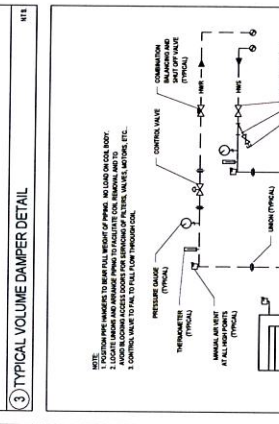 NTS
3 TYPICAL VOLUME DAMPER DETAIL
NOTE:
1. POSITION PIPE HANGERS TO BEAR FULL WEIGHT OF PIPING. NO LOAD ON COIL BODY.
2. LOCATE UNIONS AND ARRANGE PIPING TO FACILITATE COIL REMOVAL AND TO
AVOID BLOCKING ACCESS DOORS FOR SERVICING OF FILTERS, VALVES, MOTORS, ETC..
3. CONTROL VALVE TO FAIL TO FULL FLOW THROUGH COIL.
COMBINATION
BALANCING AND
SHUT OFF VALVE
(TYPICAL)
CONTROL VALVE
PRESSURE GAUGE
(TYPICAL)
THERMOMETER
(TYPICAL)
MANUAL AIR VENT
AT ALL HIGH POINTS
(TYPICAL)
HWR
HWS
UNION (TYPICAL)